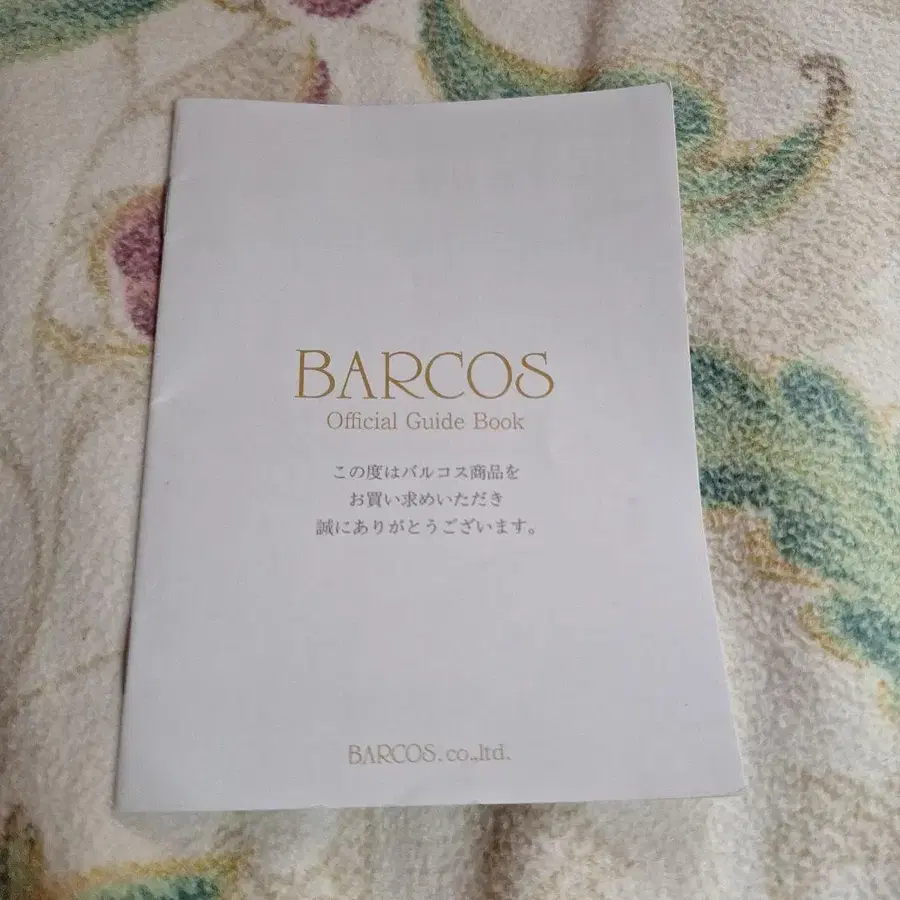 BARCOS
Official Guide Book
この度はバルコス商品を
お買い求めいただき
誠にありがとうございます。
BARCOS.co.,ltd.